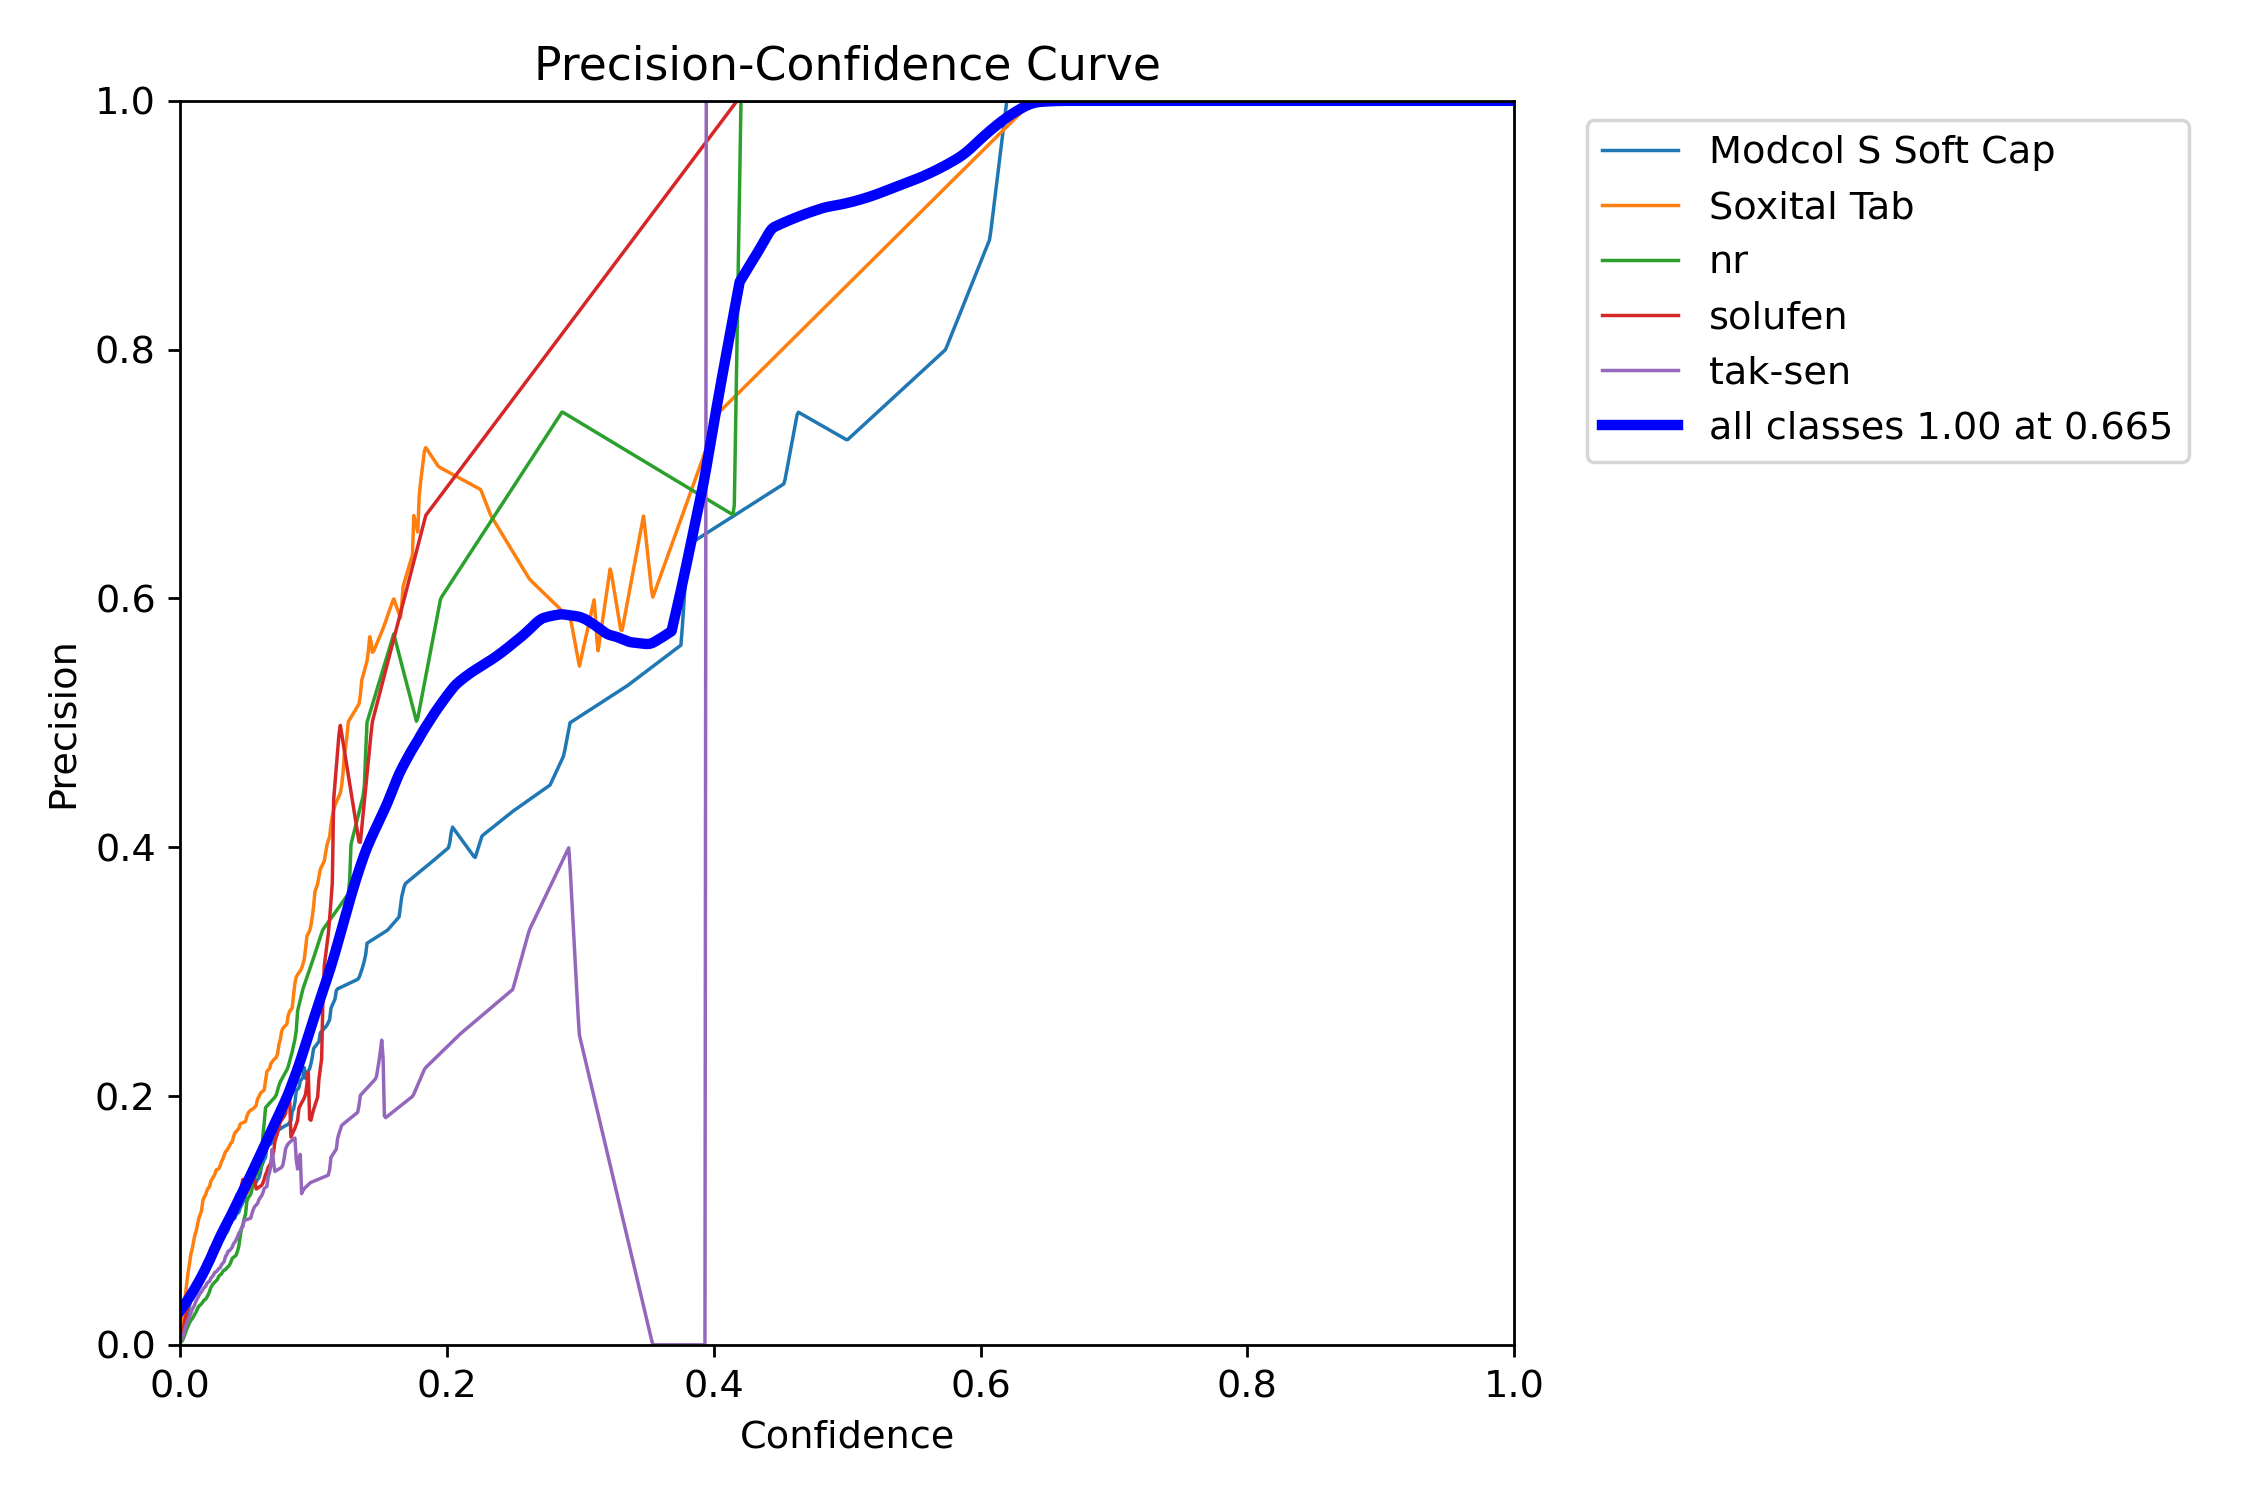 Precision-Confidence Curve
1.0
0.8
0.6
0.4
0.2
0.0
Precision
0.0 0.2 0.4 0.6 0.8 1.0
Confidence
Modcol S Soft Cap
Soxital Tab
nr
solufen
tak-sen
all classes 1.00 at 0.665